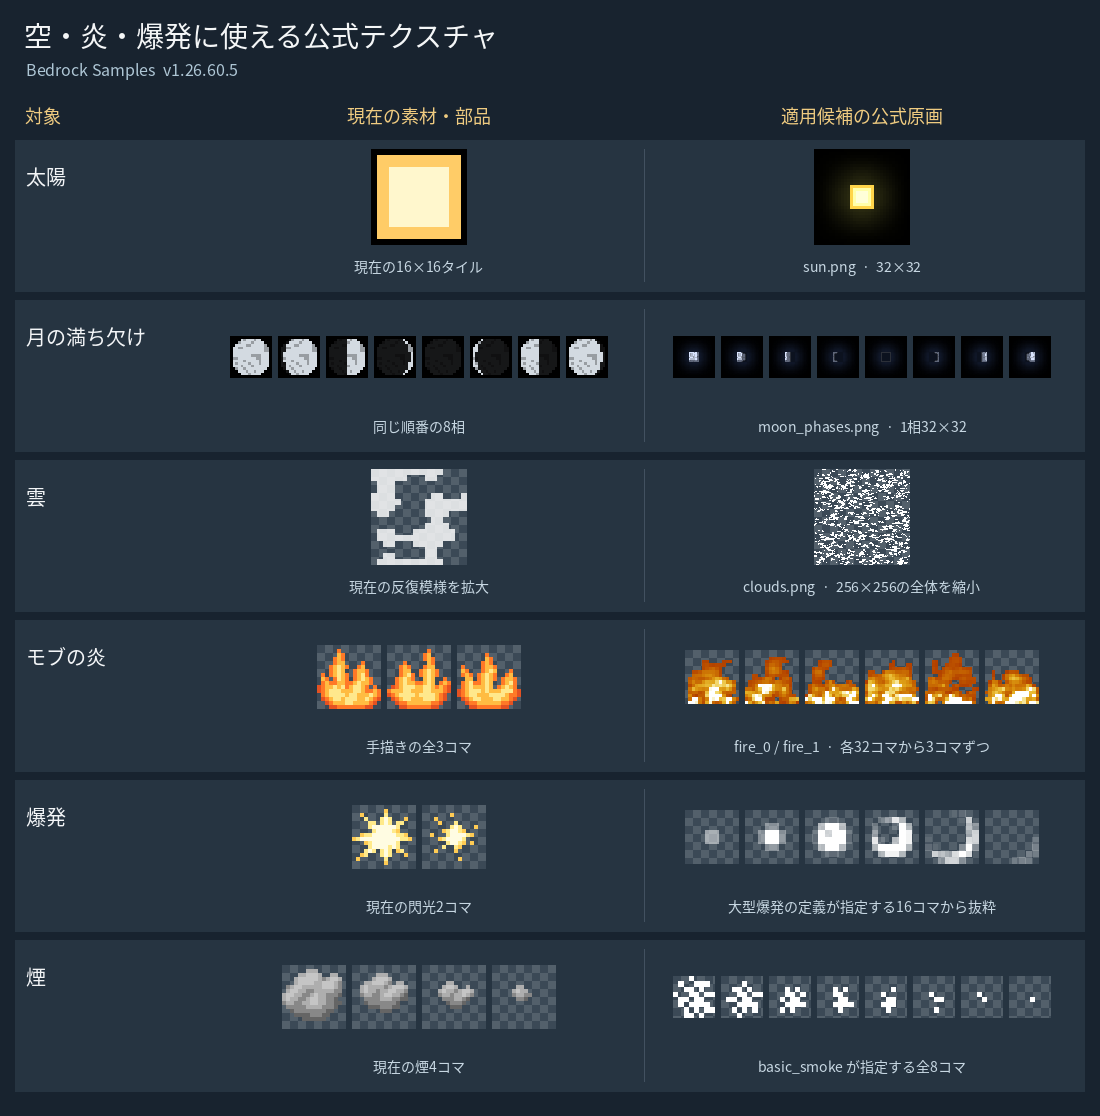 空・炎・爆発に使える公式テクスチャ
Bedrock Samples v1.26.60.5
対象 現在の素材・部品 適用候補の公式原画
太陽
現在の16×16タイル sun.png · 32×32
月の満ち欠け
同じ順番の8相 moon_phases.png · 1相32×32
雲
現在の反復模様を拡大 clouds.png · 256×256の全体を縮小
モブの炎
手描きの全3コマ fire_0 / fire_1 · 各32コマから3コマずつ
爆発
現在の閃光2コマ 大型爆発の定義が指定する16コマから抜粋
煙
現在の煙4コマ basic_smoke が指定する全8コマ